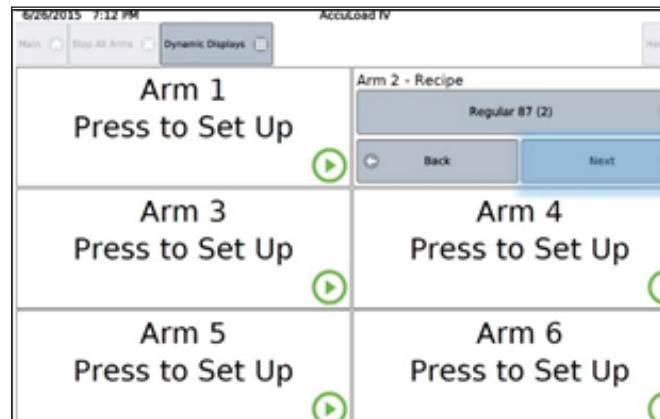 6/26/2015 7:12 PM AccuLoad IV
Main Stop All Arms Dynamic Displays
Arm 1
Press to Set Up
Arm 2 - Recipe
Regular 87 (2)
Back Next
Arm 3
Press to Set Up
Arm 4
Press to Set Up
Arm 5
Press to Set Up
Arm 6
Press to Set Up